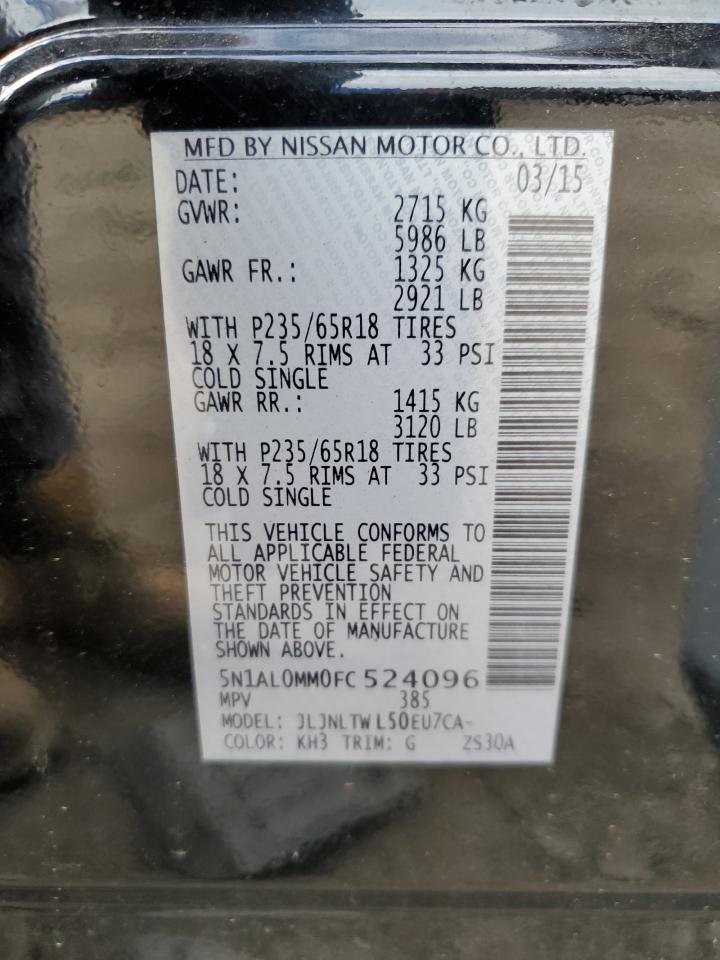 MFD BY NISSAN MOTOR CO., LTD.
DATE: 03/15
GVWR: 2715 KG
5986 LB
GAWR FR.: 1325 KG
2921 LB
WITH P235/65R18 TIRES
18 X 7.5 RIMS AT 33 PSI
COLD SINGLE
GAWR RR.: 1415 KG
3120 LB
WITH P235/65R18 TIRES
18 X 7.5 RIMS AT 33 PSI
COLD SINGLE
THIS VEHICLE CONFORMS TO
ALL APPLICABLE FEDERAL
MOTOR VEHICLE SAFETY AND
THEFT PREVENTION
STANDARDS IN EFFECT ON
THE DATE OF MANUFACTURE
SHOWN ABOVE.
5N1AL0MM0FC 524096
MPV 385
MODEL: JLJNLTW L50EU7CA-
COLOR: KH3 TRIM: G ZS30A